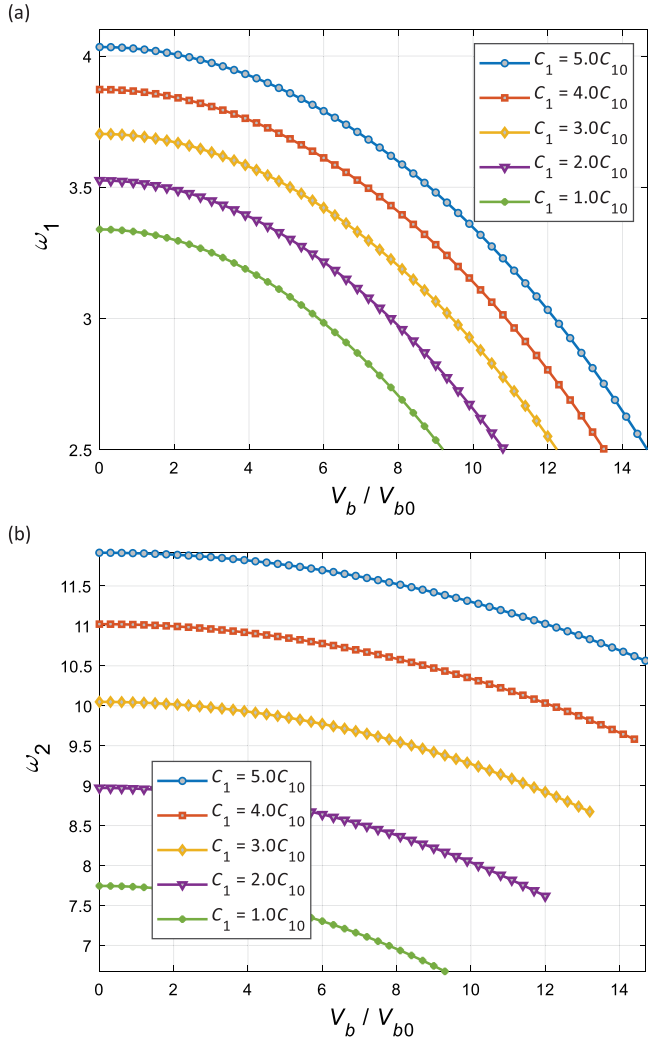 (a)
4
3.5
3
2.5
ω1
0
2
4
6
8
10
12
14
Vb / Vb0
C1 = 5.0C10
C1 = 4.0C10
C1 = 3.0C10
C1 = 2.0C10
C1 = 1.0C10
(b)
11.5
11
10.5
10
9.5
9
8.5
8
7.5
7
ω2
C1 = 5.0C10
C1 = 4.0C10
C1 = 3.0C10
C1 = 2.0C10
C1 = 1.0C10
0
2
4
6
8
10
12
14
Vb / Vb0